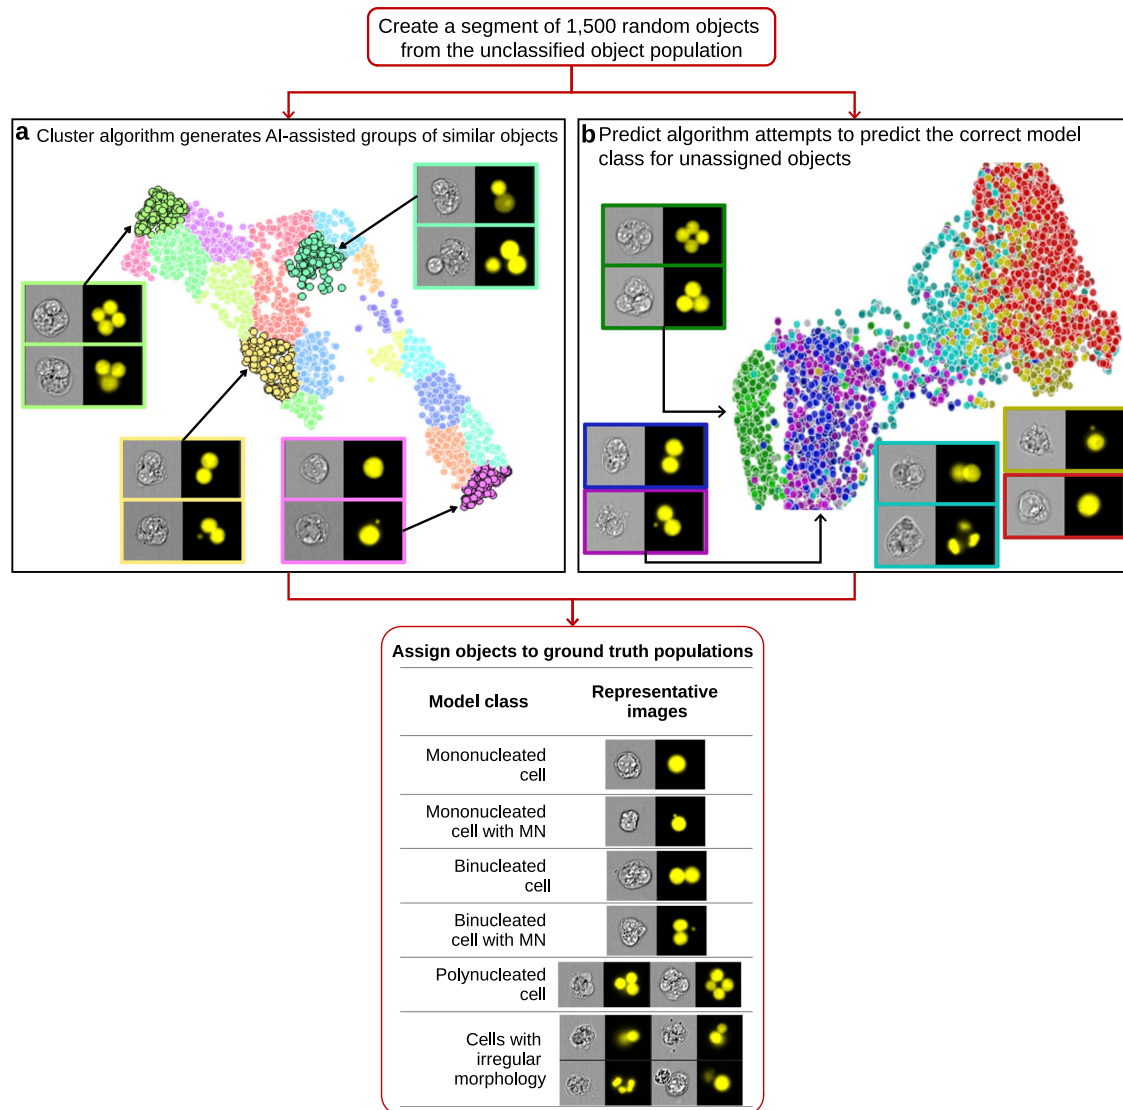 Create a segment of 1,500 random objects
from the unclassified object population
a Cluster algorithm generates AI-assisted groups of similar objects
b Predict algorithm attempts to predict the correct model
class for unassigned objects
Assign objects to ground truth populations
Model class
Representative
images
Mononucleated
cell
Mononucleated
cell with MN
Binucleated
cell
Binucleated
cell with MN
Polynucleated
cell
Cells with
irregular
morphology